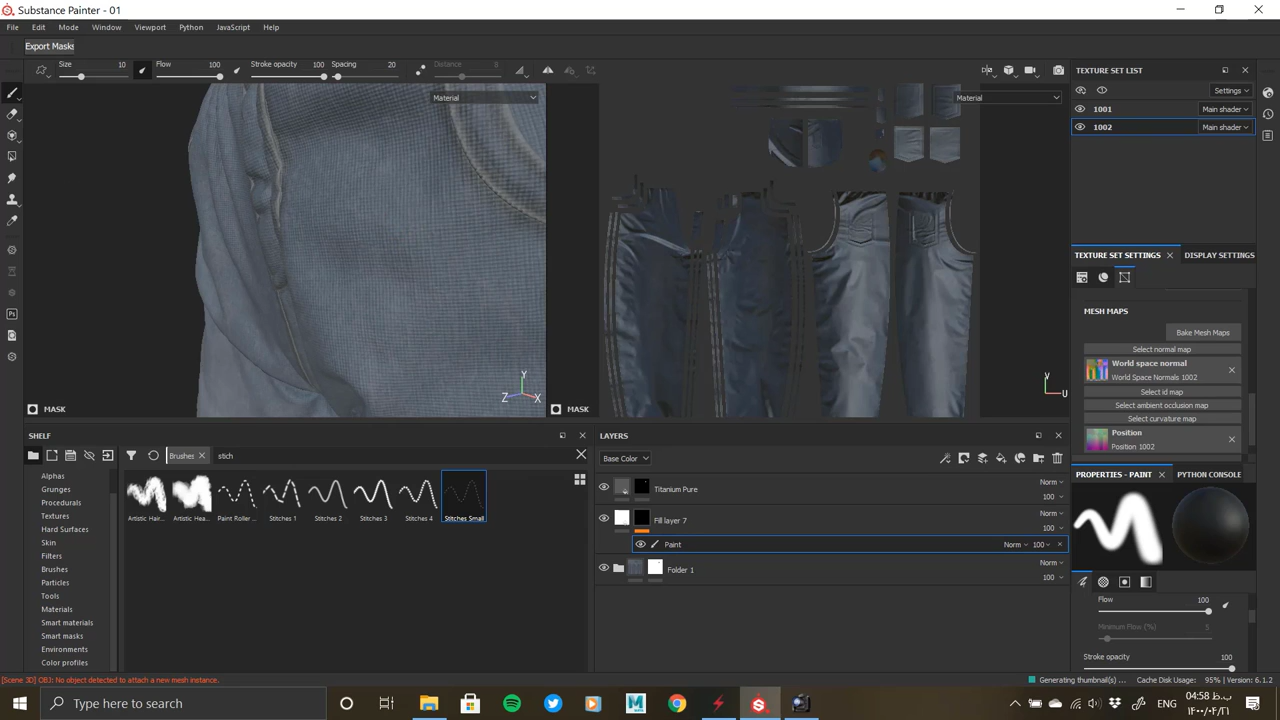 Substance Painter - 01
File Edit Mode Window Viewport Python JavaScript Help
Export Masks
Size 10 Flow 100 Stroke opacity 100 Spacing 20 Distance 8
Material
Material
MASK
MASK
Y
Z X
U
TEXTURE SET LIST
Settings
1001 Main shader
1002 Main shader
TEXTURE SET SETTINGS DISPLAY SETTINGS
MESH MAPS
Bake Mesh Maps
Select normal map
World space normal
World Space Normals 1002
Select id map
Select ambient occlusion map
Select curvature map
Position
Position 1002
PROPERTIES - PAINT PYTHON CONSOLE
Flow 100
Minimum Flow (%) 5
Stroke opacity 100
SHELF
Brushes stich
Alphas
Grunges
Procedurals
Textures
Hard Surfaces
Skin
Filters
Brushes
Particles
Tools
Materials
Smart materials
Smart masks
Environments
Color profiles
Artistic Hair... Artistic Hea... Paint Roller ... Stitches 1 Stitches 2 Stitches 3 Stitches 4 Stitches Small
LAYERS
Base Color
Titanium Pure Norm 100
Fill layer 7 Norm 100
Paint Norm 100
Folder 1 Norm 100
[Scene 3D] OBJ: No object detected to attach a new mesh instance.
Generating thumbnail(s) ... Cache Disk Usage: 95% | Version: 6.1.2
Type here to search
04:58 ب.ظ
۱۴۰۰/۰۲/۲۱